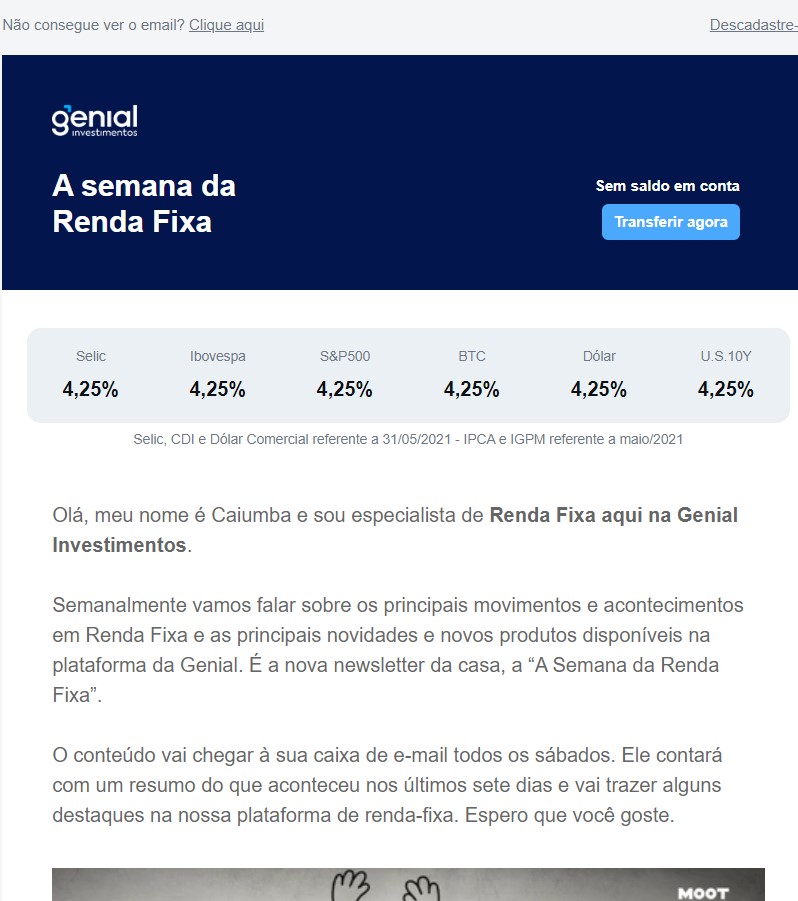 Não consegue ver o email? Clique aqui
Descadastre-
genial
investimentos
A semana da
Renda Fixa
Sem saldo em conta
Transferir agora
Selic Ibovespa S&P500 BTC Dólar U.S.10Y
4,25% 4,25% 4,25% 4,25% 4,25% 4,25%
Selic, CDI e Dólar Comercial referente a 31/05/2021 - IPCA e IGPM referente a maio/2021
Olá, meu nome é Caiumba e sou especialista de Renda Fixa aqui na Genial
Investimentos.
Semanalmente vamos falar sobre os principais movimentos e acontecimentos
em Renda Fixa e as principais novidades e novos produtos disponíveis na
plataforma da Genial. É a nova newsletter da casa, a “A Semana da Renda
Fixa”.
O conteúdo vai chegar à sua caixa de e-mail todos os sábados. Ele contará
com um resumo do que aconteceu nos últimos sete dias e vai trazer alguns
destaques na nossa plataforma de renda-fixa. Espero que você goste.
MOOT